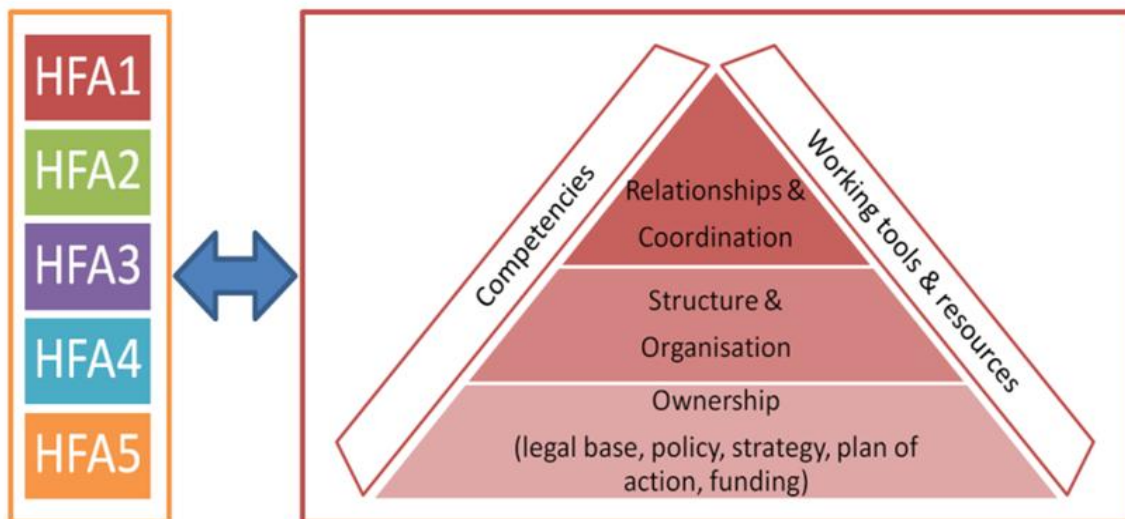 HFA1
HFA2
HFA3
HFA4
HFA5
Competencies
Working tools & resources
Relationships &
Coordination
Structure &
Organisation
Ownership
(legal base, policy, strategy, plan of
action, funding)